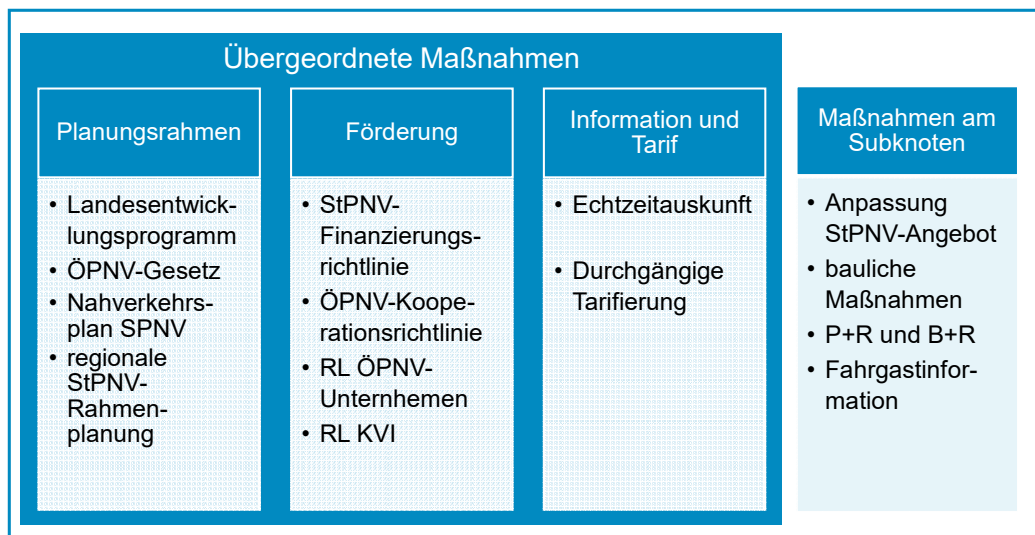 Übergeordnete Maßnahmen
Planungsrahmen
• Landesentwick-
lungsprogramm
• ÖPNV-Gesetz
• Nahverkehrs-
plan SPNV
• regionale
StPNV-
Rahmen-
planung
Förderung
• StPNV-
Finanzierungs-
richtlinie
• ÖPNV-Koope-
rationsrichtlinie
• RL ÖPNV-
Unternhemen
• RL KVI
Information und
Tarif
• Echtzeitauskunft
• Durchgängige
Tarifierung
Maßnahmen am
Subknoten
• Anpassung
StPNV-Angebot
• bauliche
Maßnahmen
• P+R und B+R
• Fahrgastinfor-
mation